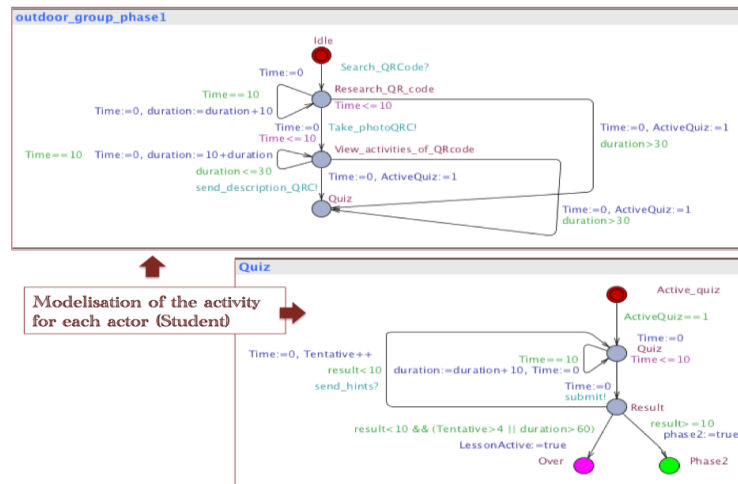 outdoor_group_phase1
Idle
Search_QRCode?
Time:=0
Research_QR_code
Time==10
Time<=10
Time:=0, duration:=duration+10
Time:=0
Take_photoQRC!
Time:=0, ActiveQuiz:=1
duration>30
Time<=10
View_activities_of_QRcode
Time==10
Time:=0, duration:=10+duration
duration<=30
send_description_QRC!
Time:=0, ActiveQuiz:=1
Quiz
Time:=0, ActiveQuiz:=1
duration>30
Modelisation of the activity
for each actor (Student)
Quiz
Active_quiz
ActiveQuiz==1
Time:=0
Quiz
Time:=0, Tentative++
Time==10
Time<=10
result<10
duration:=duration+10, Time:=0
send_hints?
Time:=0
submit!
Result
result<10 && (Tentative>4 || duration>60)
result>=10
phase2:=true
LessonActive:=true
Over
Phase2